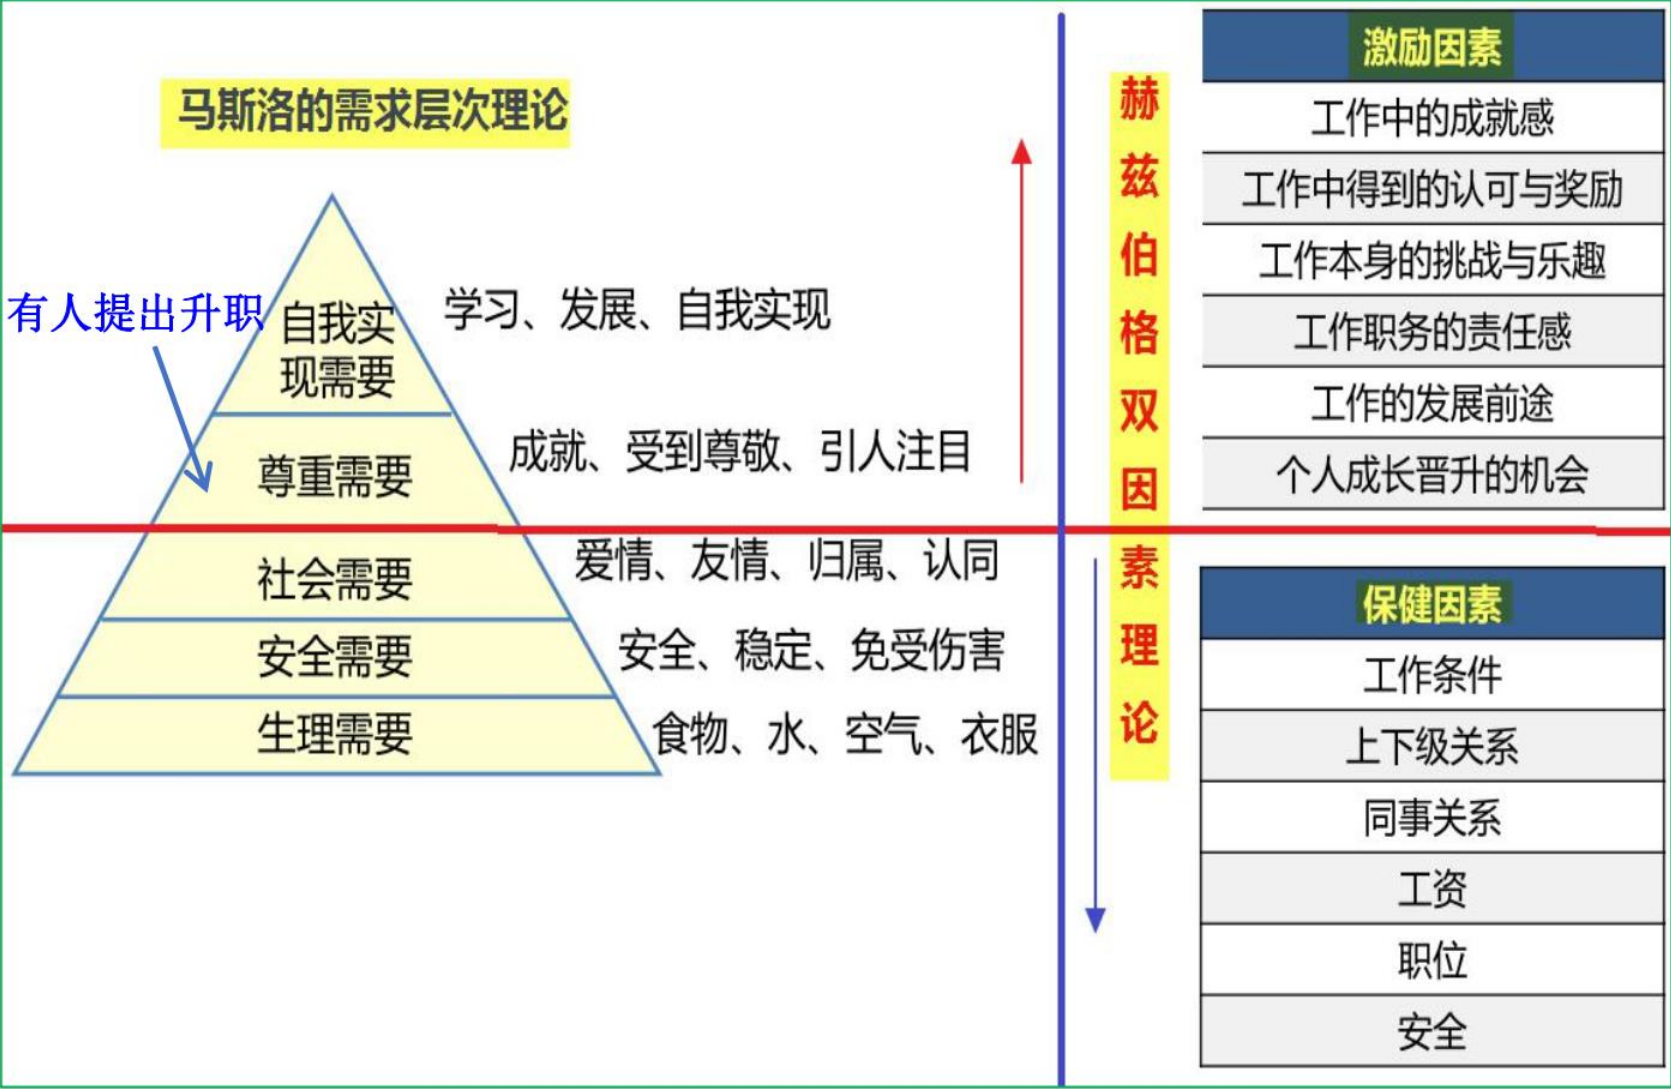 马斯洛的需求层次理论
有人提出升职
自我实
现需要
学习、发展、自我实现
尊重需要
成就、受到尊敬、引人注目
社会需要
爱情、友情、归属、认同
安全需要
安全、稳定、免受伤害
生理需要
食物、水、空气、衣服
赫兹伯格双因素理论
激励因素
工作中的成就感
工作中得到的认可与奖励
工作本身的挑战与乐趣
工作职务的责任感
工作的发展前途
个人成长晋升的机会
保健因素
工作条件
上下级关系
同事关系
工资
职位
安全